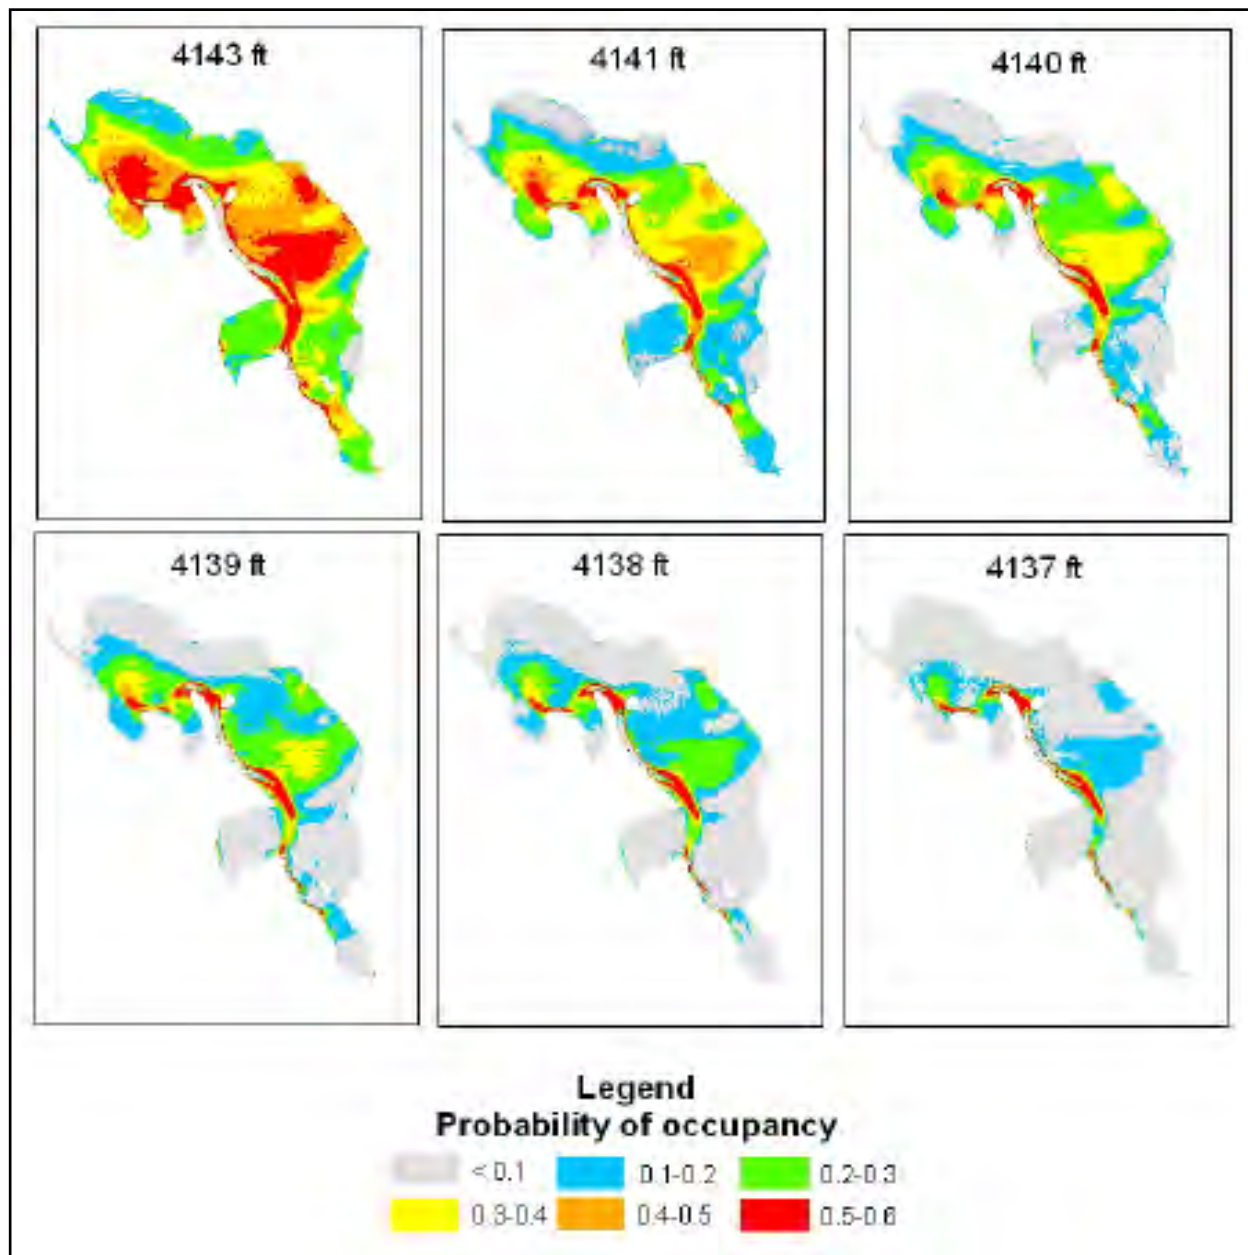 4143 ft
4141 ft
4140 ft
4139 ft
4138 ft
4137 ft
Legend
Probability of occupancy
< 0.1
0.1-0.2
0.2-0.3
0.3-0.4
0.4-0.5
0.5-0.6